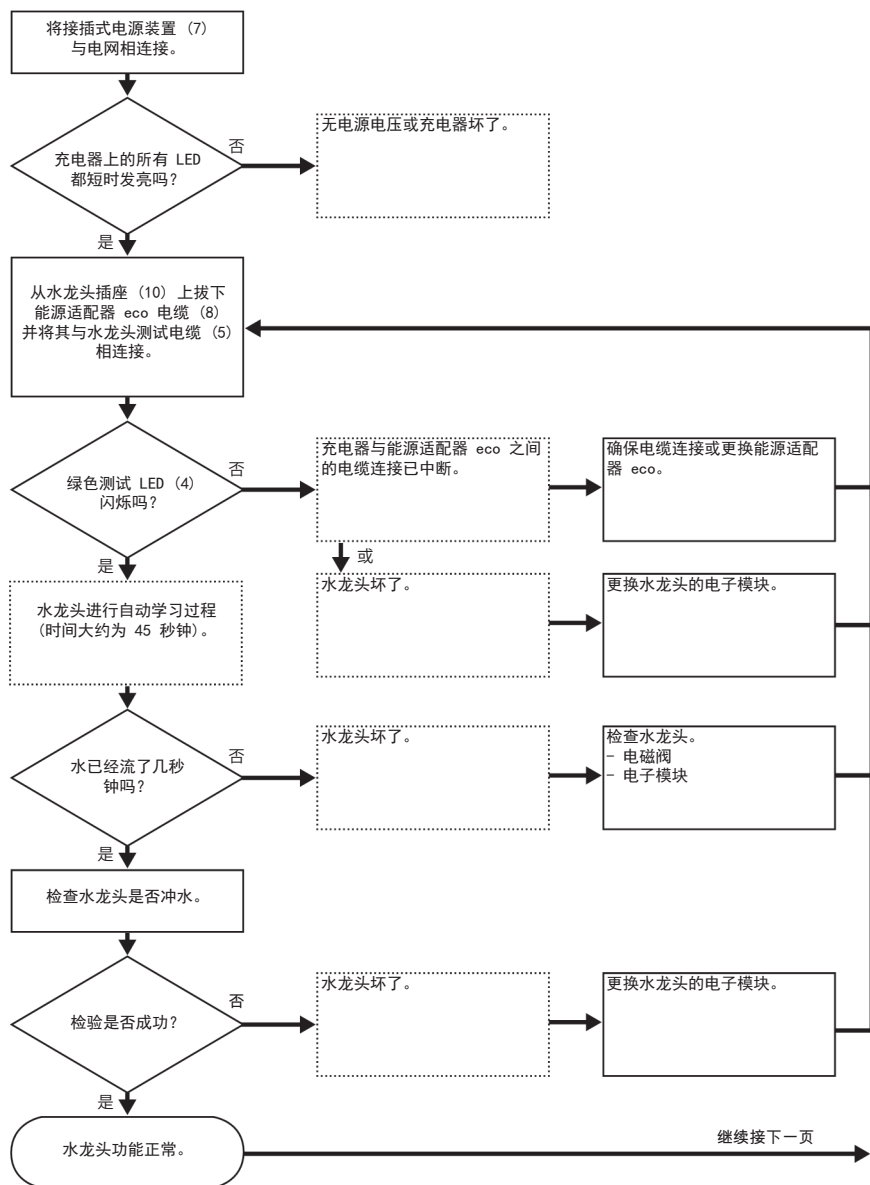 将接插式电源装置 (7)
与电网相连接。
充电器上的所有 LED
都短时发亮吗?
否
无电源电压或充电器坏了。
是
从水龙头插座 (10) 上拔下
能源适配器 eco 电缆 (8)
并将其与水龙头测试电缆 (5)
相连接。
绿色测试 LED (4)
闪烁吗?
否
充电器与能源适配器 eco 之间
的电缆连接已中断。
确保电缆连接或更换能源适配
器 eco。
或
水龙头坏了。
更换水龙头的电子模块。
是
水龙头进行自动学习过程
(时间大约为 45 秒钟)。
水已经流了几秒
钟吗?
否
水龙头坏了。
检查水龙头。
- 电磁阀
- 电子模块
是
检查水龙头是否冲水。
检验是否成功?
否
水龙头坏了。
更换水龙头的电子模块。
是
水龙头功能正常。
继续接下一页